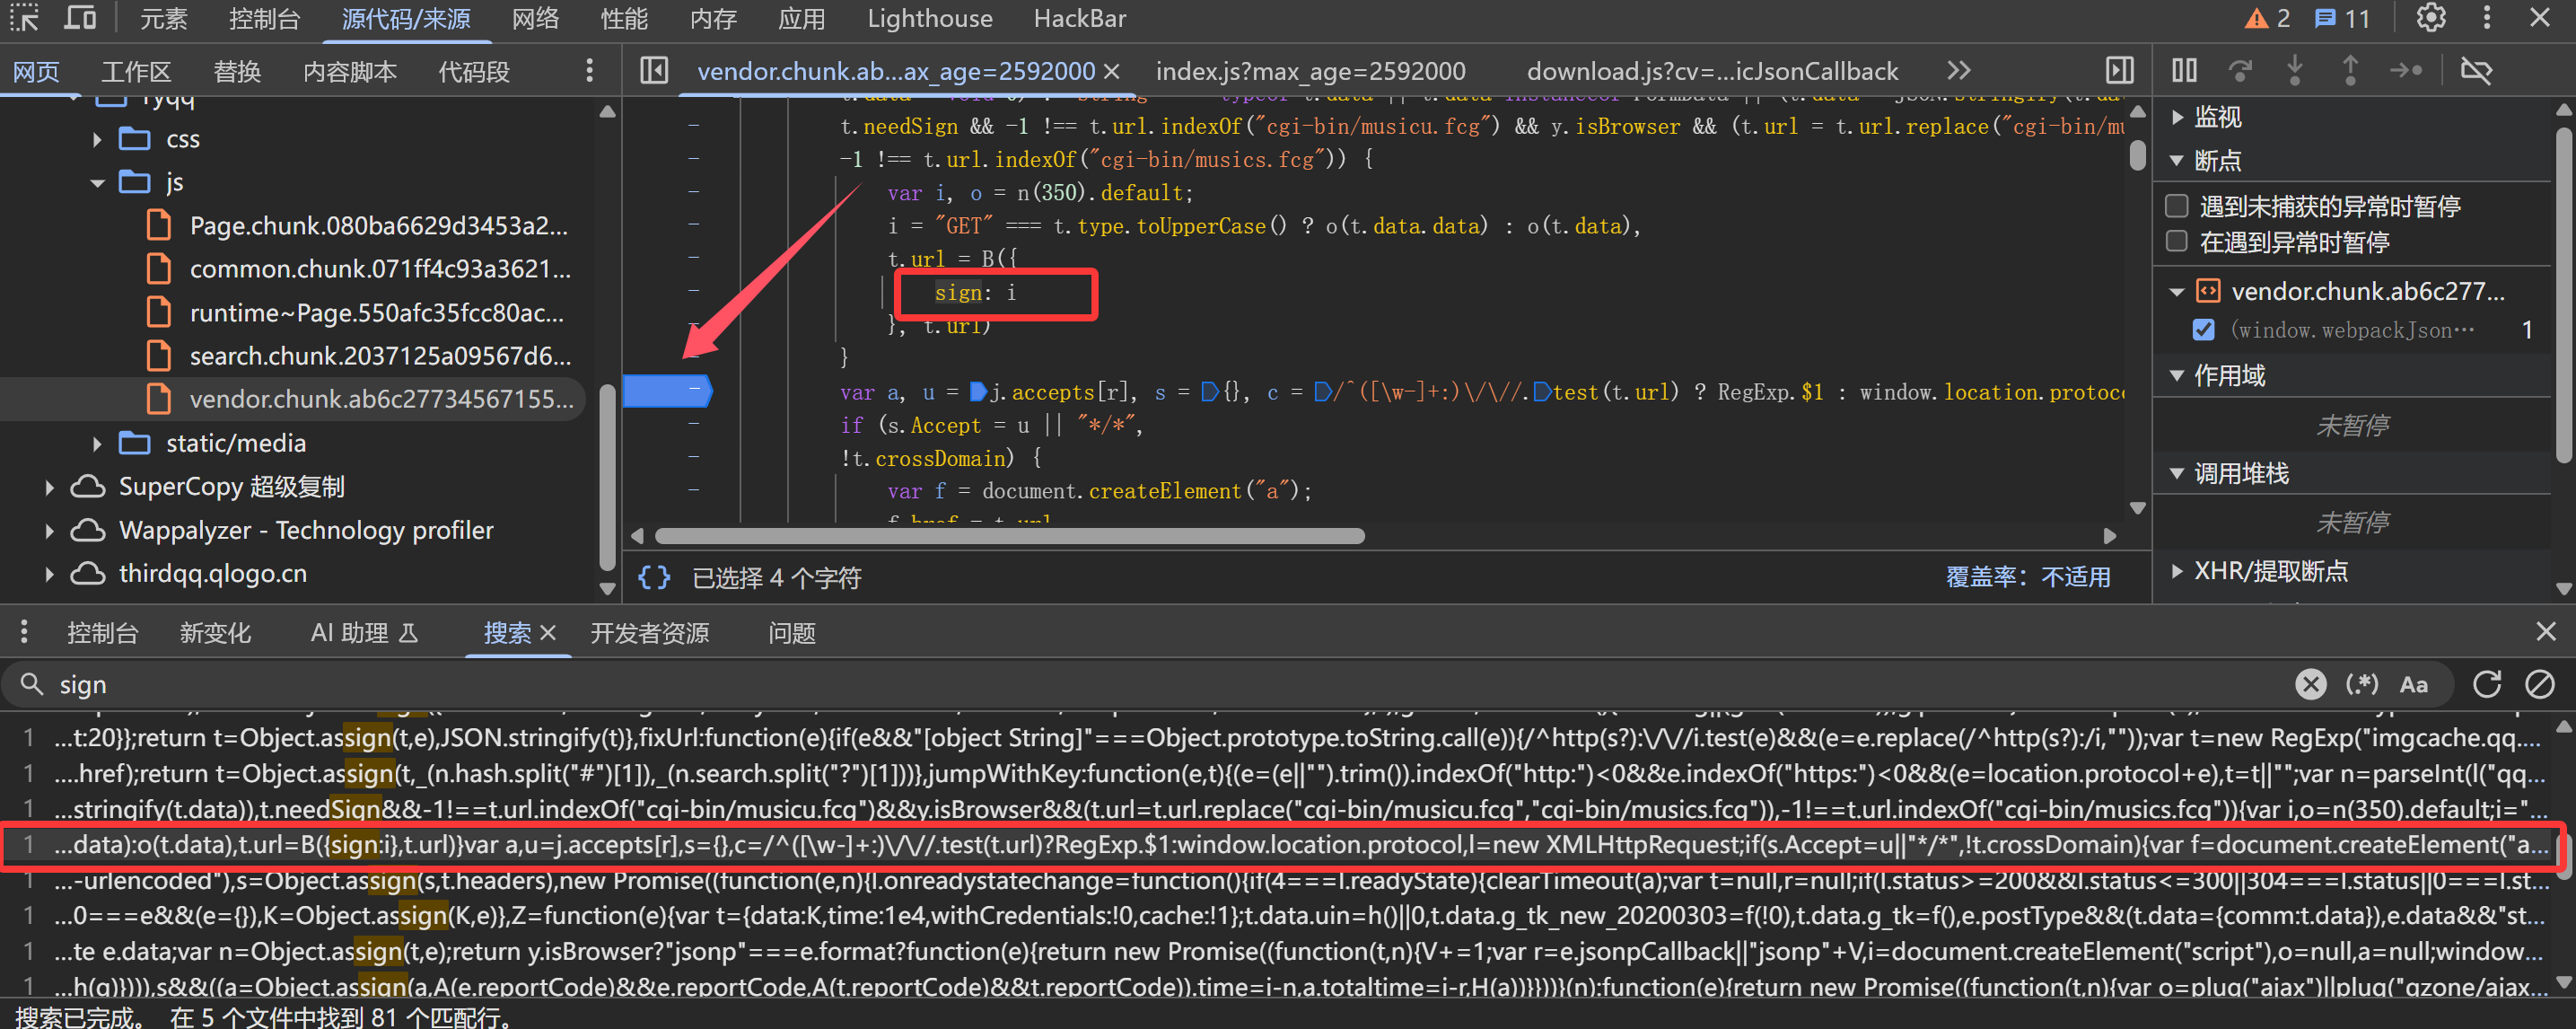 元素 控制台 源代码/来源 网络 性能 内存 应用 Lighthouse HackBar 2 11
网页 工作区 替换 内容脚本 代码段
vendor.chunk.ab...ax_age=2592000 index.js?max_age=2592000 download.js?cv=...icJsonCallback
ryqq
css
js
Page.chunk.080ba6629d3453a2...
common.chunk.071ff4c93a3621...
runtime~Page.550afc35fcc80ac...
search.chunk.2037125a09567d6...
vendor.chunk.ab6c27734567155...
static/media
SuperCopy 超级复制
Wappalyzer - Technology profiler
thirdqq.qlogo.cn
t.needSign && -1 !== t.url.indexOf("cgi-bin/musicu.fcg") && y.isBrowser && (t.url = t.url.replace("cgi-bin/mu
-1 !== t.url.indexOf("cgi-bin/musics.fcg")) {
var i, o = n(350).default;
i = "GET" === t.type.toUpperCase() ? o(t.data.data) : o(t.data),
t.url = B({
sign: i
}, t.url)
}
var a, u = j.accepts[r], s = {}, c = /^([\w-]+:)\/\//.test(t.url) ? RegExp.$1 : window.location.protoco
if (s.Accept = u || "*/*",
!t.crossDomain) {
var f = document.createElement("a");
f.href = t.url
{} 已选择 4 个字符 覆盖率：不适用
监视
断点
遇到未捕获的异常时暂停
在遇到异常时暂停
vendor.chunk.ab6c277...
(window.webpackJson… 1
作用域
未暂停
调用堆栈
未暂停
XHR/提取断点
控制台 新变化 AI 助理 搜索 开发者资源 问题
sign (.*) Aa
1 ...t:20}};return t=Object.assign(t,e),JSON.stringify(t)},fixUrl:function(e){if(e&&"[object String]"===Object.prototype.toString.call(e)){/^http(s?):\/\//i.test(e)&&(e=e.replace(/^http(s?):/i,""));var t=new RegExp("imgcache.qq....
1 ....href);return t=Object.assign(t,_(n.hash.split("#")[1]),_(n.search.split("?")[1]))},jumpWithKey:function(e,t){(e=(e||"").trim()).indexOf("http:")<0&&e.indexOf("https:")<0&&(e=location.protocol+e),t=t||"";var n=parseInt(l("qq...
1 ...stringify(t.data)),t.needSign&&-1!==t.url.indexOf("cgi-bin/musicu.fcg")&&y.isBrowser&&(t.url=t.url.replace("cgi-bin/musicu.fcg","cgi-bin/musics.fcg")),-1!==t.url.indexOf("cgi-bin/musics.fcg")){var i,o=n(350).default;i="...
1 ...data):o(t.data),t.url=B({sign:i},t.url)}var a,u=j.accepts[r],s={},c=/^([\w-]+:)\/\//.test(t.url)?RegExp.$1:window.location.protocol,l=new XMLHttpRequest;if(s.Accept=u||"*/*",!t.crossDomain){var f=document.createElement("a...
1 ...-urlencoded"),s=Object.assign(s,t.headers),new Promise((function(e,n){l.onreadystatechange=function(){if(4===l.readyState){clearTimeout(a);var t=null,r=null;if(l.status>=200&&l.status<=300||304===l.status||0===l.st...
1 ...0===e&&(e={}),K=Object.assign(K,e)},Z=function(e){var t={data:K,time:1e4,withCredentials:!0,cache:!1};t.data.uin=h()||0,t.data.g_tk_new_20200303=f(!0),t.data.g_tk=f(),e.postType&&(t.data={comm:t.data}),e.data&&"st...
1 ...te e.data;var n=Object.assign(t,e);return y.isBrowser?"jsonp"===e.format?function(e){return new Promise((function(t,n){V+=1;var r=e.jsonpCallback||"jsonp"+V,i=document.createElement("script"),o=null,a=null;window...
1 ...h(q)}))),s&&((a=Object.assign(a,A(e.reportCode)&&e.reportCode,A(t.reportCode)&&t.reportCode)).time=i-n,a.totaltime=i-r,H(a))}))}(n):function(e){return new Promise((function(t,n){var o=plug("ajax")||plug("qzone/ajax...
搜索已完成。 在 5 个文件中找到 81 个匹配行。